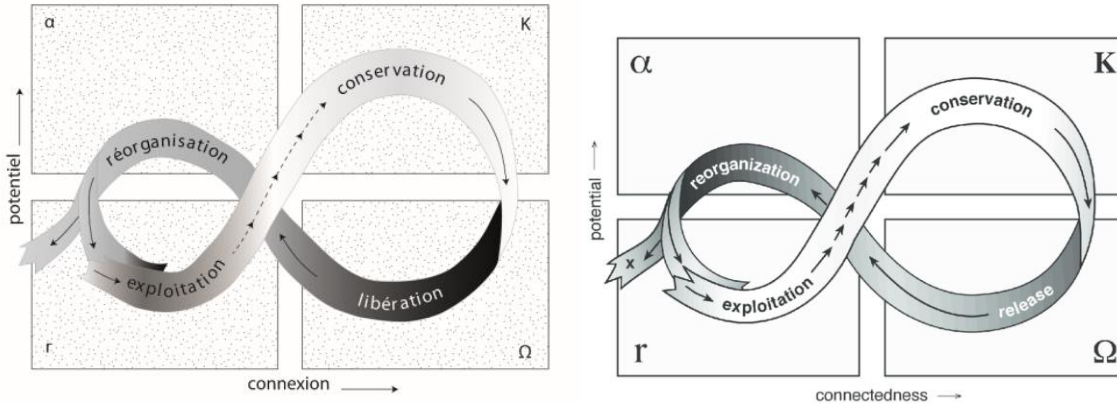 α
K
conservation
réorganisation
potentiel
exploitation
libération
r
Ω
connexion
α
K
conservation
reorganization
potential
x
exploitation
release
r
Ω
connectedness